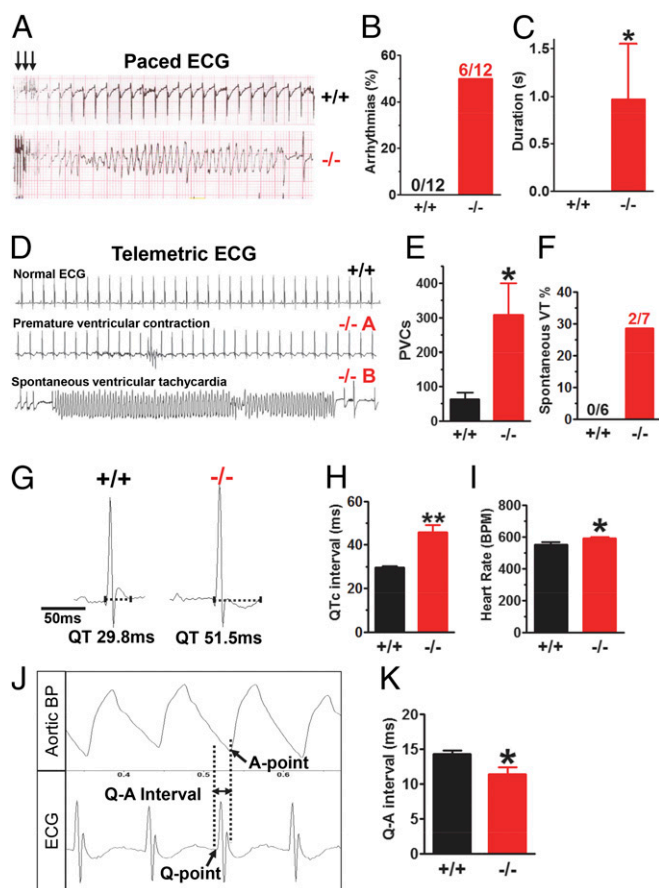 A
Paced ECG
+/+
-/-
B
Arrhythmias (%)
60
40
20
0
0/12
6/12
+/+
-/-
C
Duration (s)
1.5
1.0
0.5
0.0
*
+/+
-/-
D
Telemetric ECG
Normal ECG
+/+
Premature ventricular contraction
-/- A
Spontaneous ventricular tachycardia
-/- B
E
PVCs
400
300
200
100
0
*
+/+
-/-
F
Spontaneous VT %
40
30
20
10
0
0/6
2/7
+/+
-/-
G
+/+
-/-
50ms
QT 29.8ms
QT 51.5ms
H
QTc interval (ms)
60
40
20
0
**
+/+
-/-
I
Heart Rate (BPM)
800
600
400
200
0
*
+/+
-/-
J
Aortic BP
A-point
0.4
0.5
0.6
Q-A Interval
ECG
Q-point
K
Q-A interval (ms)
20
15
10
5
0
*
+/+
-/-